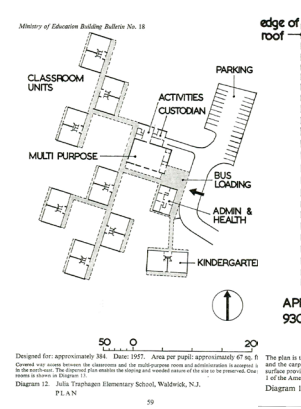 Ministry of Education Building Bulletin No. 18
edge of
roof
PARKING
CLASSROOM
UNITS
ACTIVITIES
CUSTODIAN
MULTI PURPOSE
BUS
LOADING
ADMIN &
HEALTH
KINDERGARTE
AP
930
50 0 20
Designed for: approximately 384. Date: 1957. Area per pupil: approximately 67 sq. f
Covered way access between the classrooms and the multi-purpose room and administration is accepted
in the north-east. The dispersed plan enables the sloping and wooded nature of the site to be preserved.
rooms is shown in Diagram 13.
Diagram 12. Julia Traphagen Elementary School, Waldwick, N.J.
PLAN
The plan is
and the carp
surface provi
1 of the Ame
Diagram 1
59